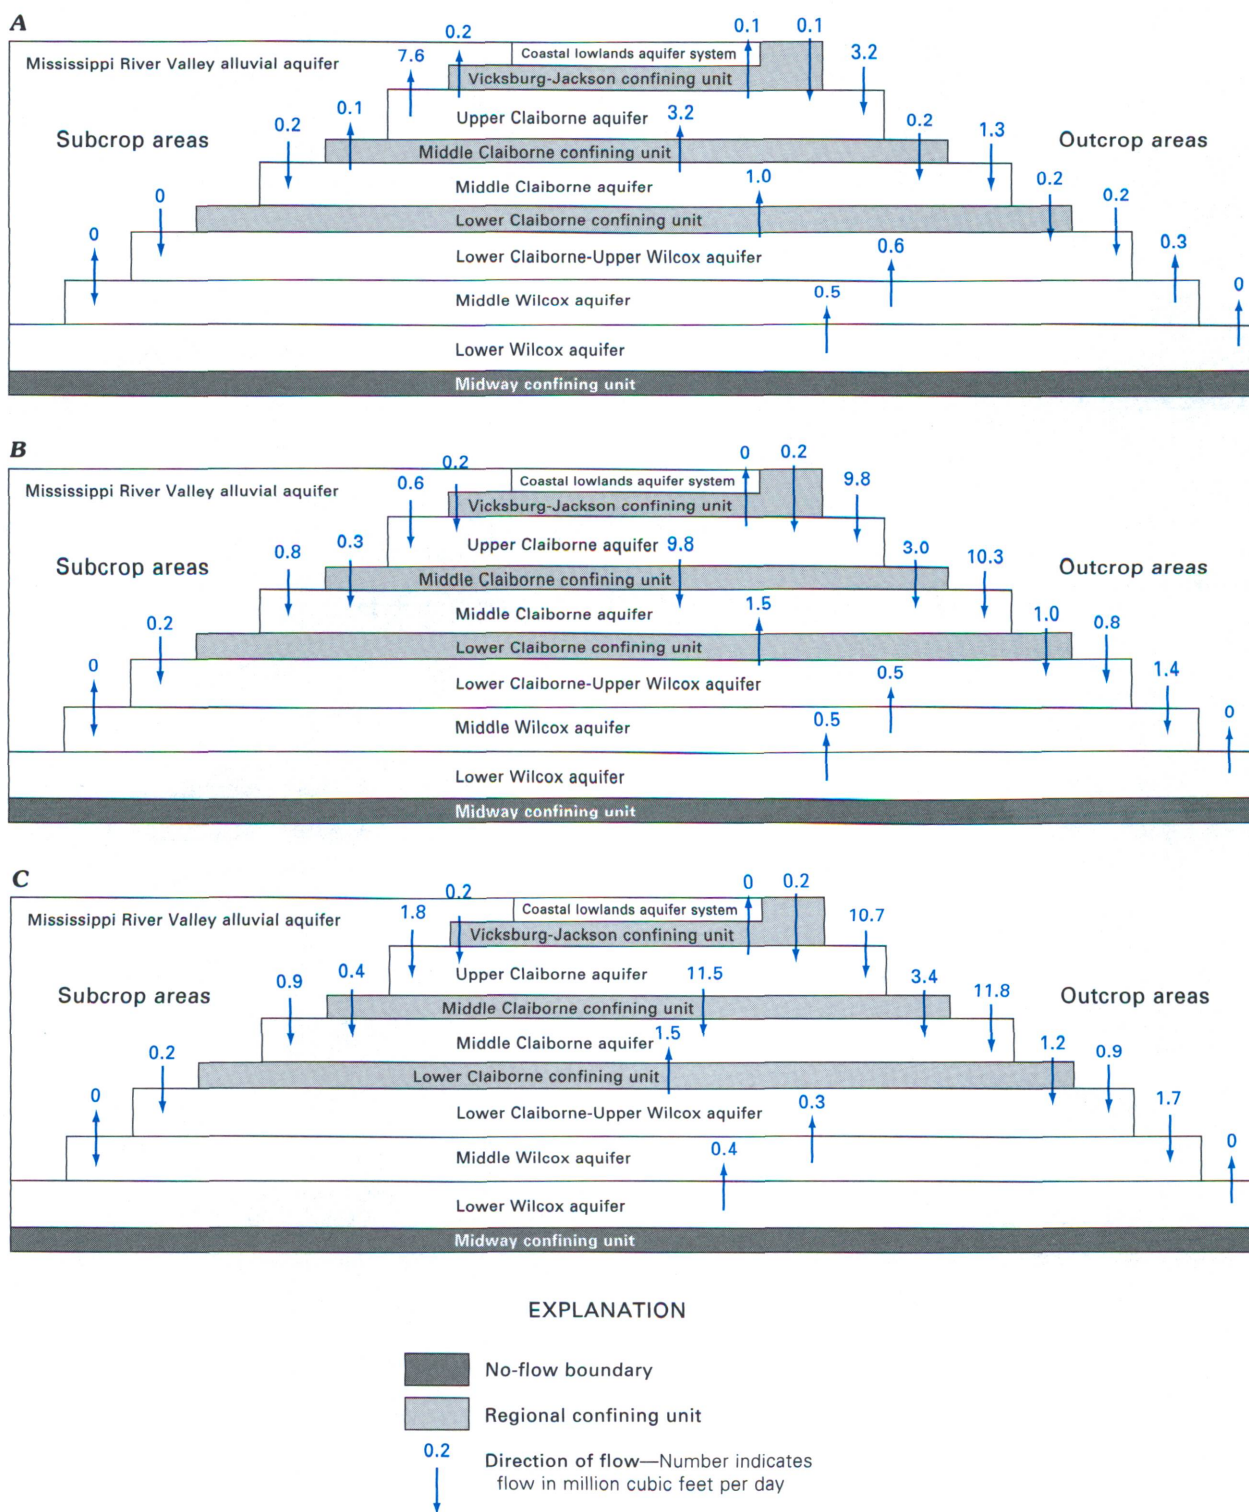 A
0.2
0.1
0.1
7.6
Coastal lowlands aquifer system
3.2
Mississippi River Valley alluvial aquifer
Vicksburg-Jackson confining unit
0.1
3.2
0.2
Upper Claiborne aquifer
0.2
1.3
Subcrop areas
Outcrop areas
Middle Claiborne confining unit
0
Middle Claiborne aquifer
1.0
0.2
0.2
Lower Claiborne confining unit
0
0.6
0.3
Lower Claiborne-Upper Wilcox aquifer
0
Middle Wilcox aquifer
0.5
Lower Wilcox aquifer
Midway confining unit
B
0.2
0
0.2
Coastal lowlands aquifer system
9.8
Mississippi River Valley alluvial aquifer
0.6
Vicksburg-Jackson confining unit
0.8
0.3
Upper Claiborne aquifer
9.8
3.0
10.3
Subcrop areas
Outcrop areas
Middle Claiborne confining unit
0.2
Middle Claiborne aquifer
1.5
1.0
0.8
Lower Claiborne confining unit
0
0.5
1.4
Lower Claiborne-Upper Wilcox aquifer
0
Middle Wilcox aquifer
0.5
Lower Wilcox aquifer
Midway confining unit
C
0.2
0
0.2
Coastal lowlands aquifer system
Mississippi River Valley alluvial aquifer
1.8
10.7
Vicksburg-Jackson confining unit
0.9
0.4
Upper Claiborne aquifer
11.5
3.4
11.8
Subcrop areas
Outcrop areas
Middle Claiborne confining unit
0.2
Middle Claiborne aquifer
1.5
1.2
0.9
Lower Claiborne confining unit
0
0.3
1.7
Lower Claiborne-Upper Wilcox aquifer
0
Middle Wilcox aquifer
0.4
Lower Wilcox aquifer
Midway confining unit
EXPLANATION
No-flow boundary
Regional confining unit
0.2
Direction of flow—Number indicates
flow in million cubic feet per day